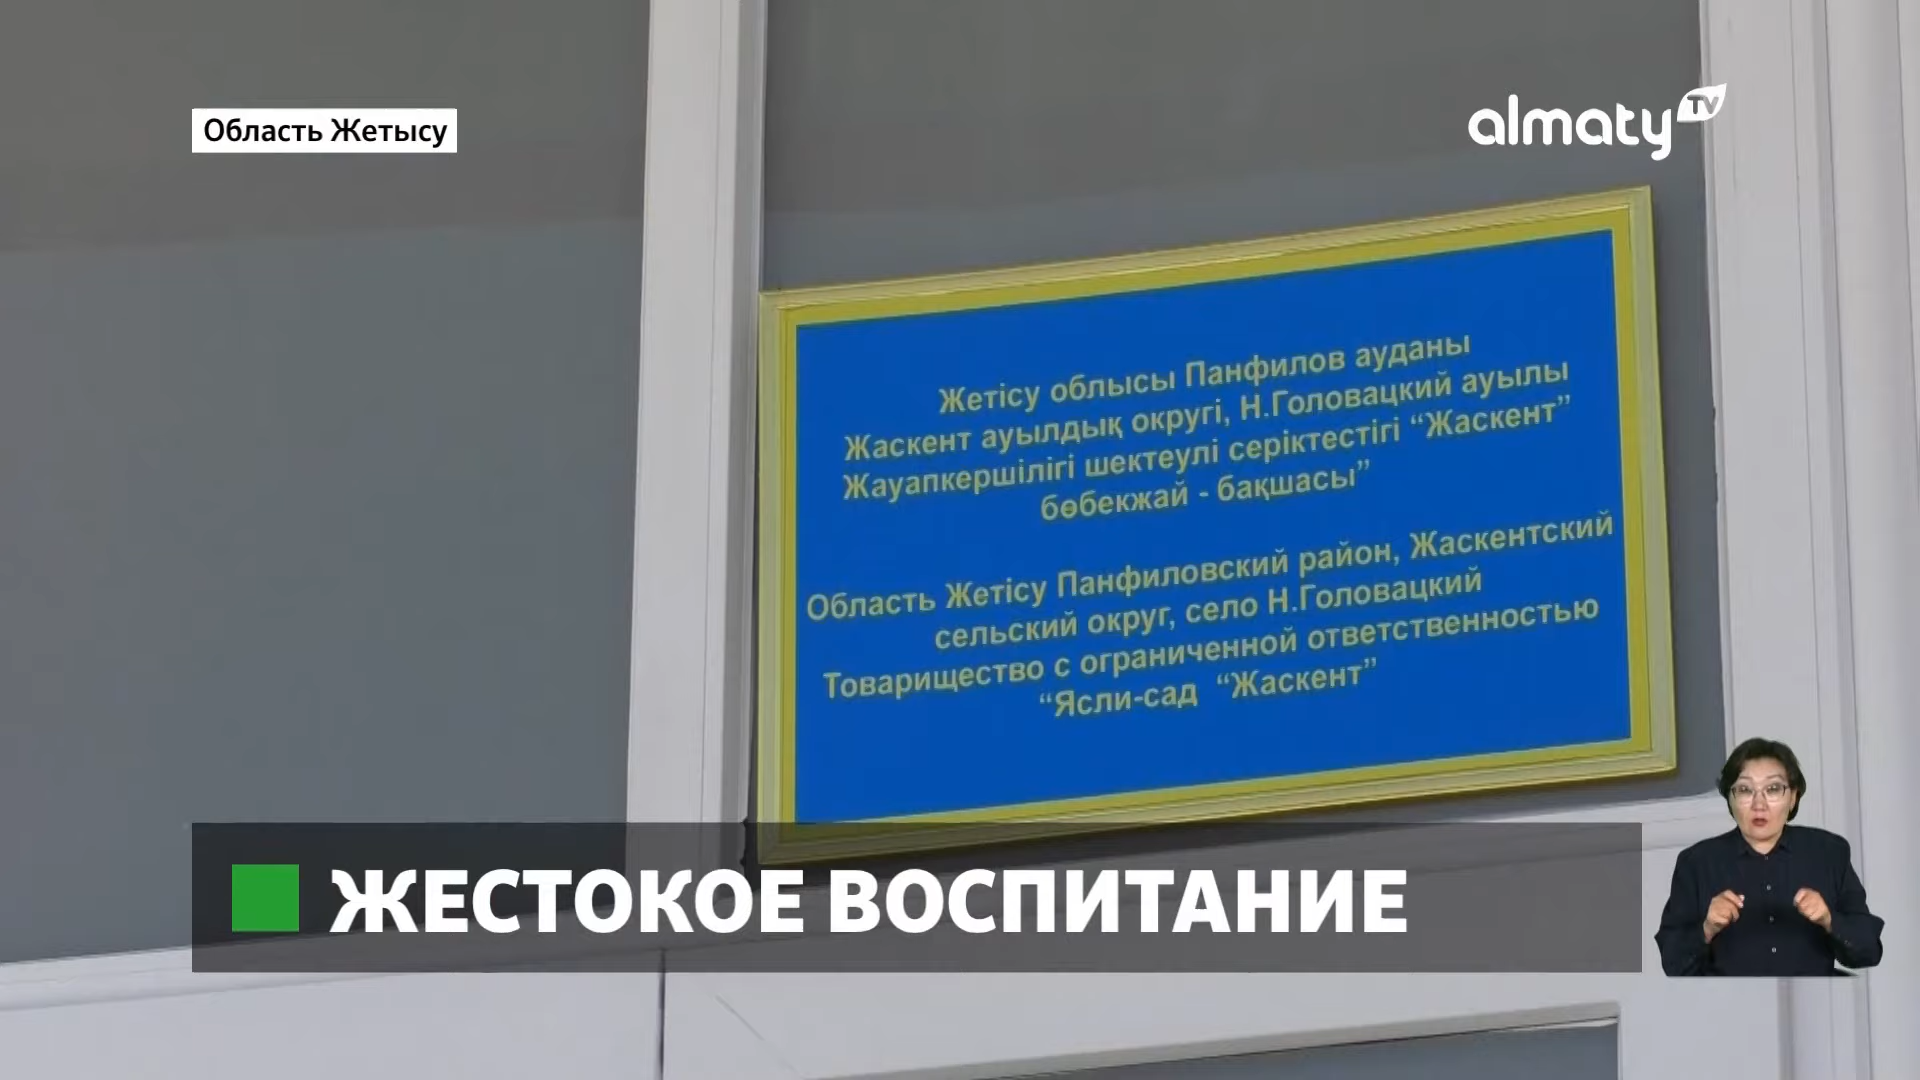 Область Жетысу
almaty TV
Жетісу облысы Панфилов ауданы
Жаскент ауылдық округі, Н.Головацкий ауылы
Жауапкершілігі шектеулі серіктестігі “Жаскент”
бөбекжай - бақшасы”
Область Жетісу Панфиловский район, Жаскентский
сельский округ, село Н.Головацкий
Товарищество с ограниченной ответственностью
“Ясли-сад “Жаскент”
ЖЕСТОКОЕ ВОСПИТАНИЕ